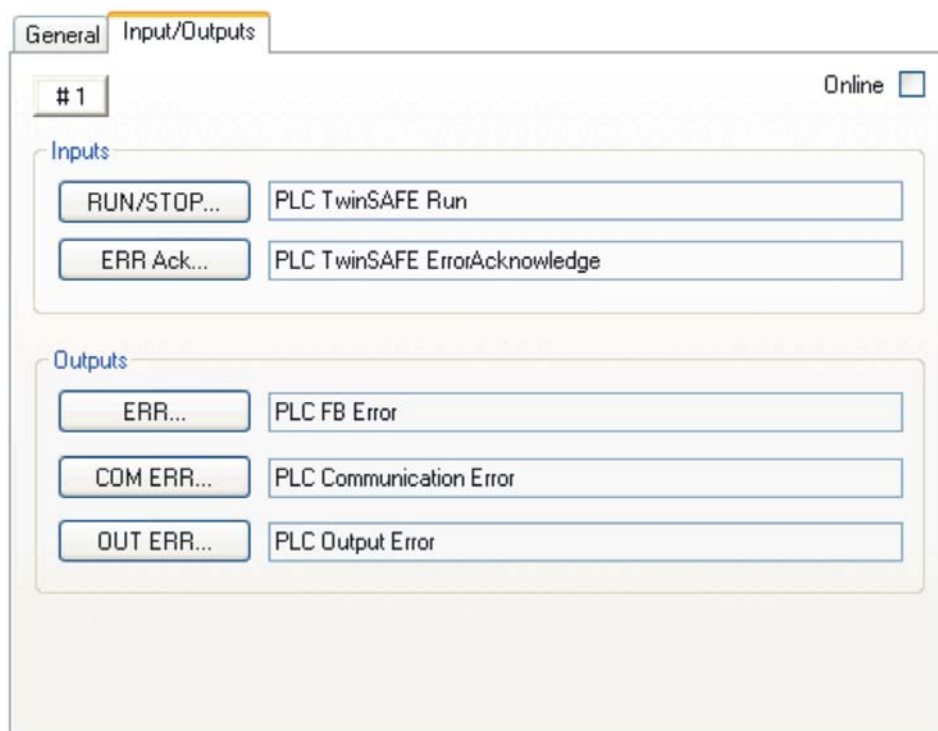 General Input/Outputs
#1 Online
Inputs
RUN/STOP... PLC TwinSAFE Run
ERR Ack... PLC TwinSAFE ErrorAcknowledge
Outputs
ERR... PLC FB Error
COM ERR... PLC Communication Error
OUT ERR... PLC Output Error